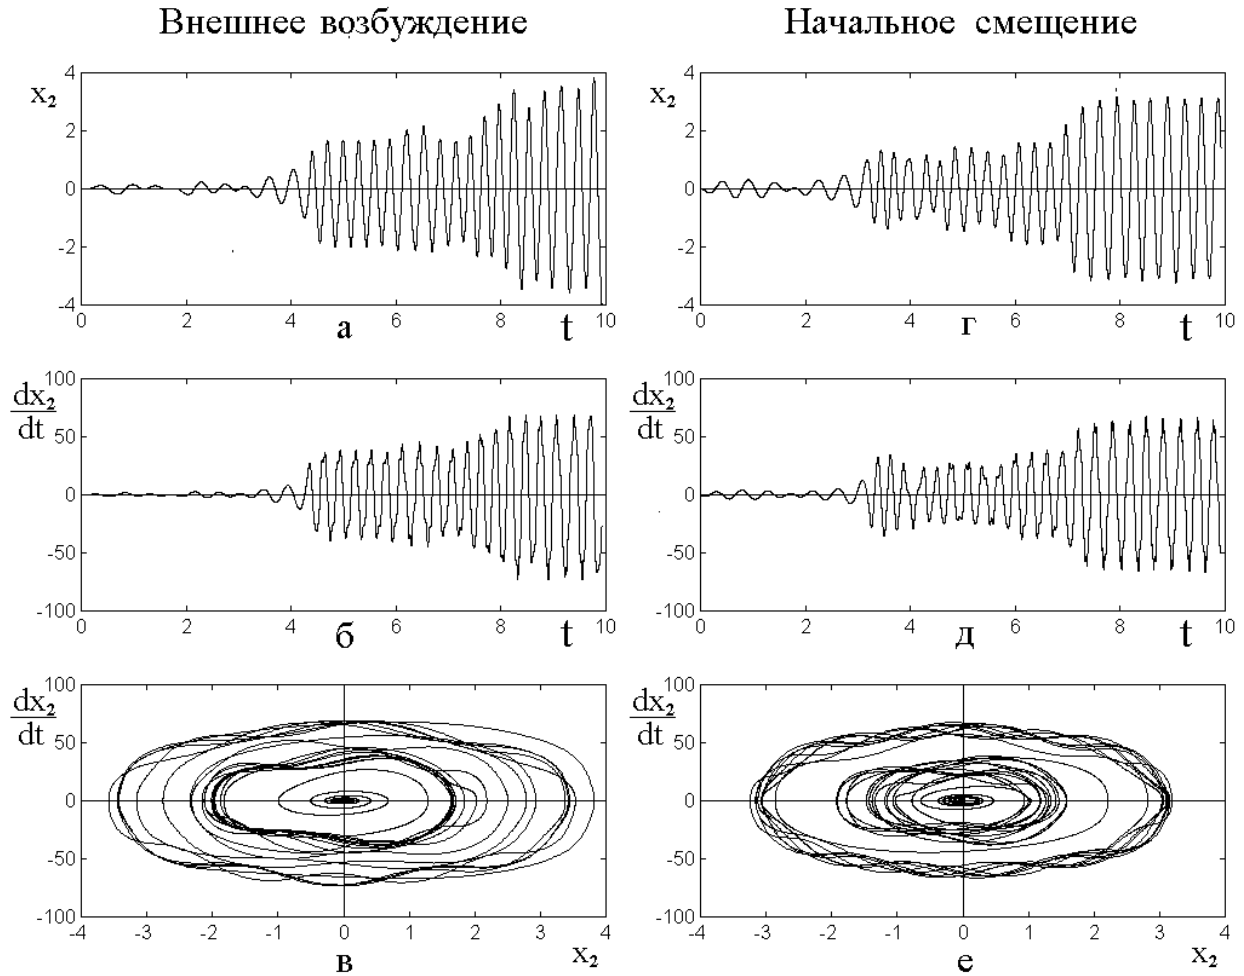 Внешнее возбуждение
Начальное смещение
4
x₂
2
0
-2
-4
0 2 4 6 8 10
а
t
4
x₂
2
0
-2
-4
0 2 4 6 8 10
г
t
100
dx₂
dt
50
0
-50
-100
0 2 4 6 8 10
б
t
100
dx₂
dt
50
0
-50
-100
0 2 4 6 8 10
д
t
100
dx₂
dt
50
0
-50
-100
-4 -3 -2 -1 0 1 2 3 4
в
x₂
100
dx₂
dt
50
0
-50
-100
-4 -3 -2 -1 0 1 2 3 4
е
x₂